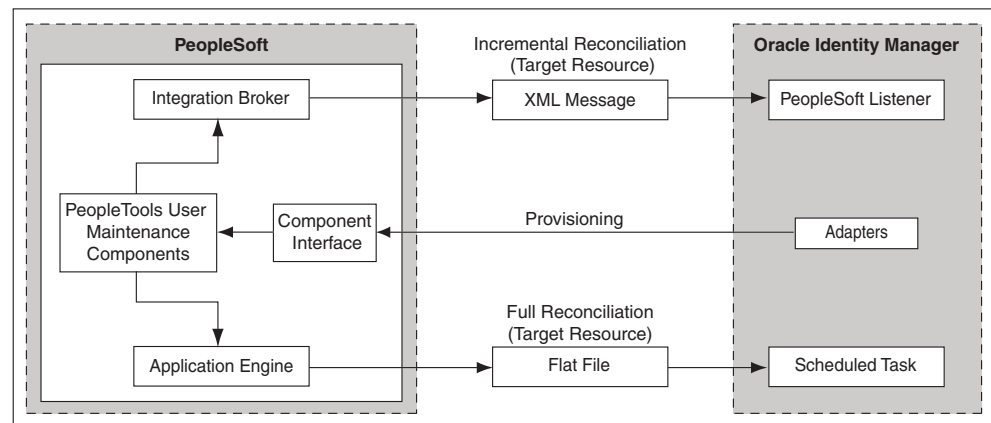 PeopleSoft
Incremental Reconciliation
(Target Resource)
Oracle Identity Manager
Integration Broker
XML Message
PeopleSoft Listener
PeopleTools User
Maintenance
Components
Component
Interface
Provisioning
Adapters
Full Reconciliation
(Target Resource)
Application Engine
Flat File
Scheduled Task